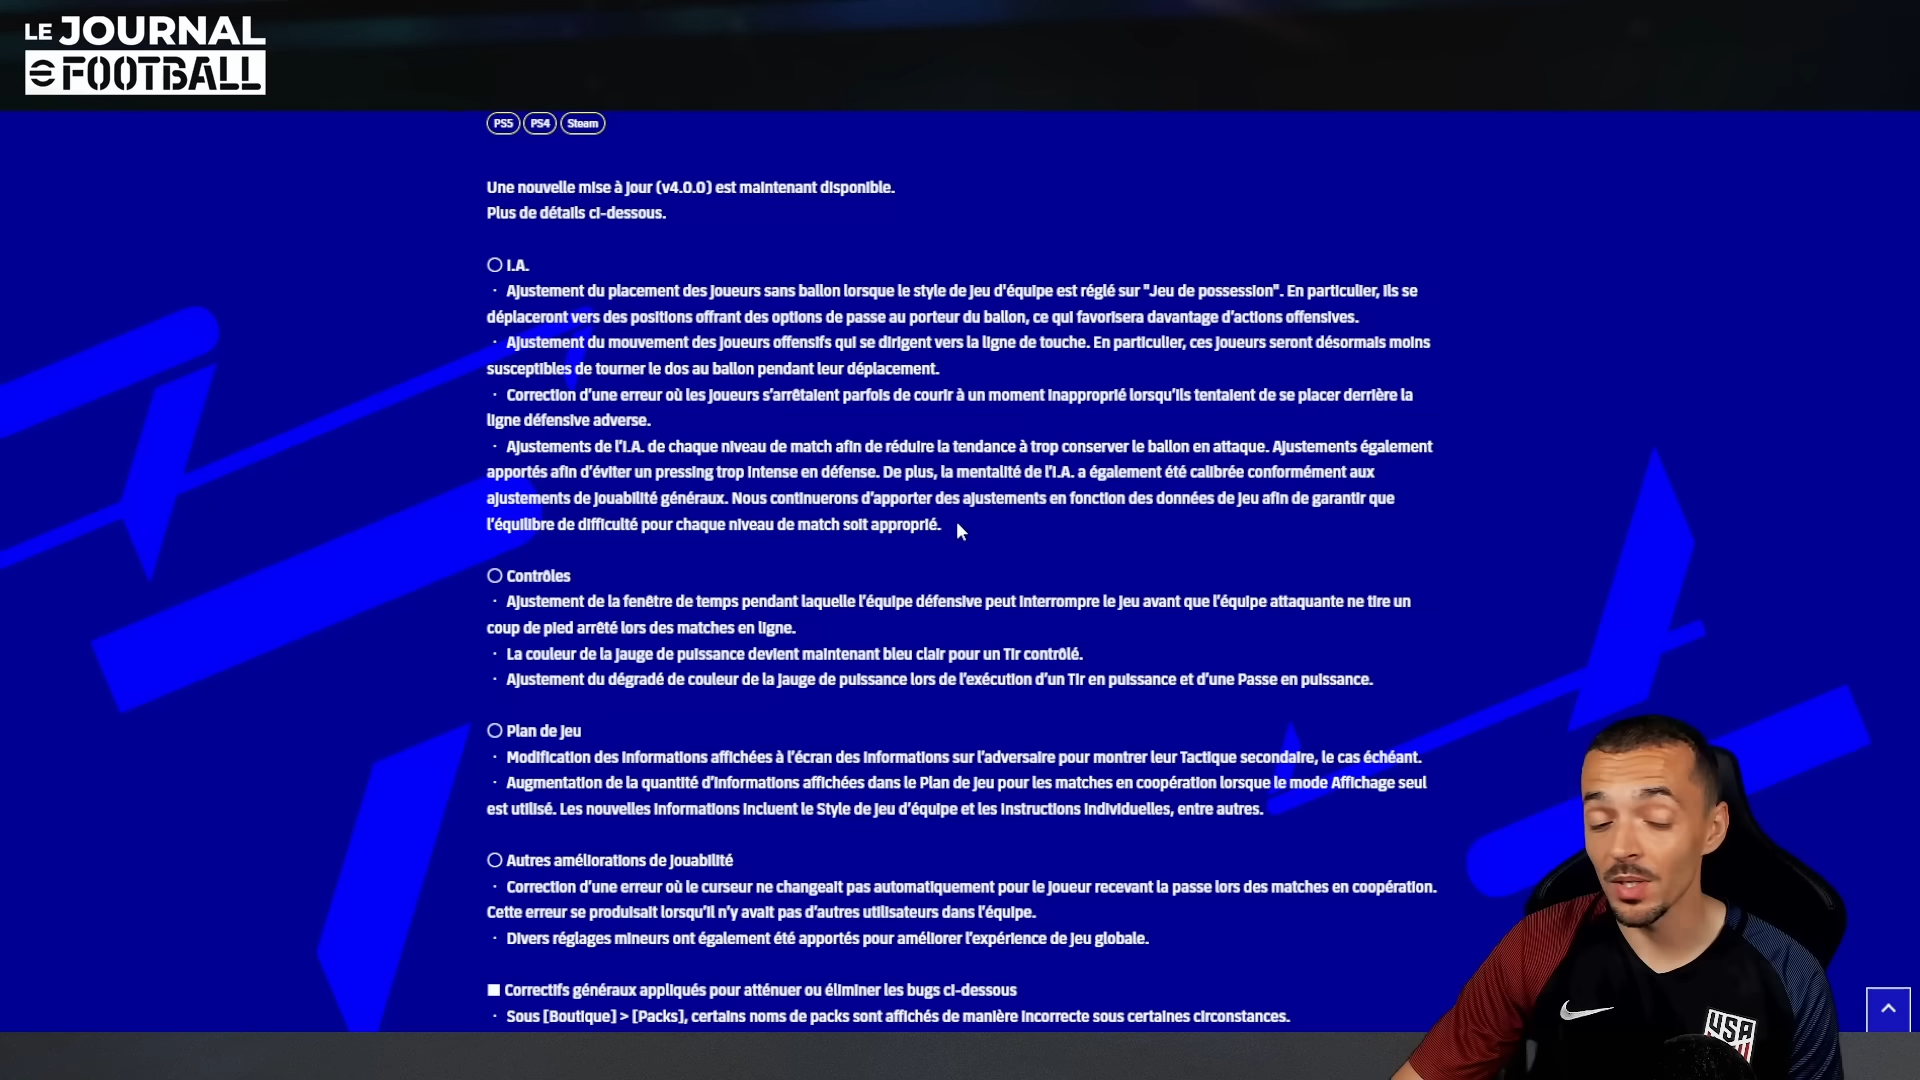 LE JOURNAL
eFOOTBALL
PS5 PS4 Steam
Une nouvelle mise à jour (v4.0.0) est maintenant disponible.
Plus de détails ci-dessous.
○ I.A.
· Ajustement du placement des joueurs sans ballon lorsque le style de jeu d'équipe est réglé sur "Jeu de possession". En particulier, ils se
déplaceront vers des positions offrant des options de passe au porteur du ballon, ce qui favorisera davantage d'actions offensives.
· Ajustement du mouvement des joueurs offensifs qui se dirigent vers la ligne de touche. En particulier, ces joueurs seront désormais moins
susceptibles de tourner le dos au ballon pendant leur déplacement.
· Correction d'une erreur où les joueurs s'arrêtaient parfois de courir à un moment inapproprié lorsqu'ils tentaient de se placer derrière la
ligne défensive adverse.
· Ajustements de l'I.A. de chaque niveau de match afin de réduire la tendance à trop conserver le ballon en attaque. Ajustements également
apportés afin d'éviter un pressing trop intense en défense. De plus, la mentalité de l'I.A. a également été calibrée conformément aux
ajustements de jouabilité généraux. Nous continuerons d'apporter des ajustements en fonction des données de jeu afin de garantir que
l'équilibre de difficulté pour chaque niveau de match soit approprié.
○ Contrôles
· Ajustement de la fenêtre de temps pendant laquelle l'équipe défensive peut interrompre le jeu avant que l'équipe attaquante ne tire un
coup de pied arrêté lors des matches en ligne.
· La couleur de la jauge de puissance devient maintenant bleu clair pour un Tir contrôlé.
· Ajustement du dégradé de couleur de la jauge de puissance lors de l'exécution d'un Tir en puissance et d'une Passe en puissance.
○ Plan de jeu
· Modification des informations affichées à l'écran des informations sur l'adversaire pour montrer leur Tactique secondaire, le cas échéant.
· Augmentation de la quantité d'informations affichées dans le Plan de jeu pour les matches en coopération lorsque le mode Affichage seul
est utilisé. Les nouvelles informations incluent le Style de jeu d'équipe et les Instructions individuelles, entre autres.
○ Autres améliorations de jouabilité
· Correction d'une erreur où le curseur ne changeait pas automatiquement pour le joueur recevant la passe lors des matches en coopération.
Cette erreur se produisait lorsqu'il n'y avait pas d'autres utilisateurs dans l'équipe.
· Divers réglages mineurs ont également été apportés pour améliorer l'expérience de jeu globale.
■ Correctifs généraux appliqués pour atténuer ou éliminer les bugs ci-dessous
· Sous [Boutique] > [Packs], certains noms de packs sont affichés de manière incorrecte sous certaines circonstances.
USA